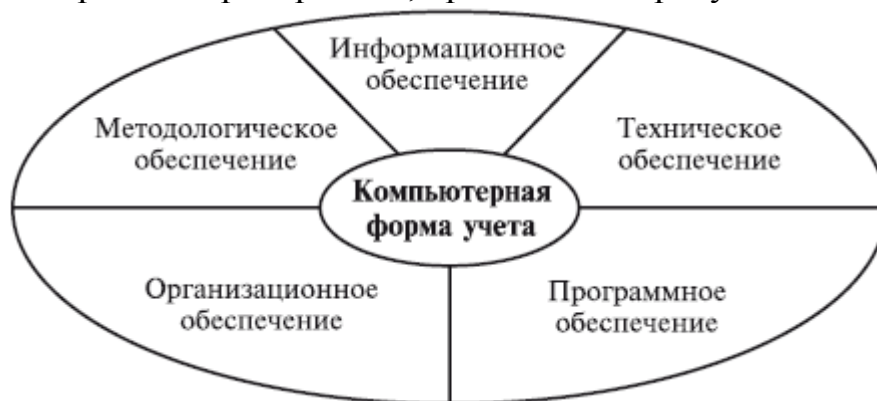 Информационное
обеспечение
Методологическое
обеспечение
Техническое
обеспечение
Компьютерная
форма учета
Организационное
обеспечение
Программное
обеспечение